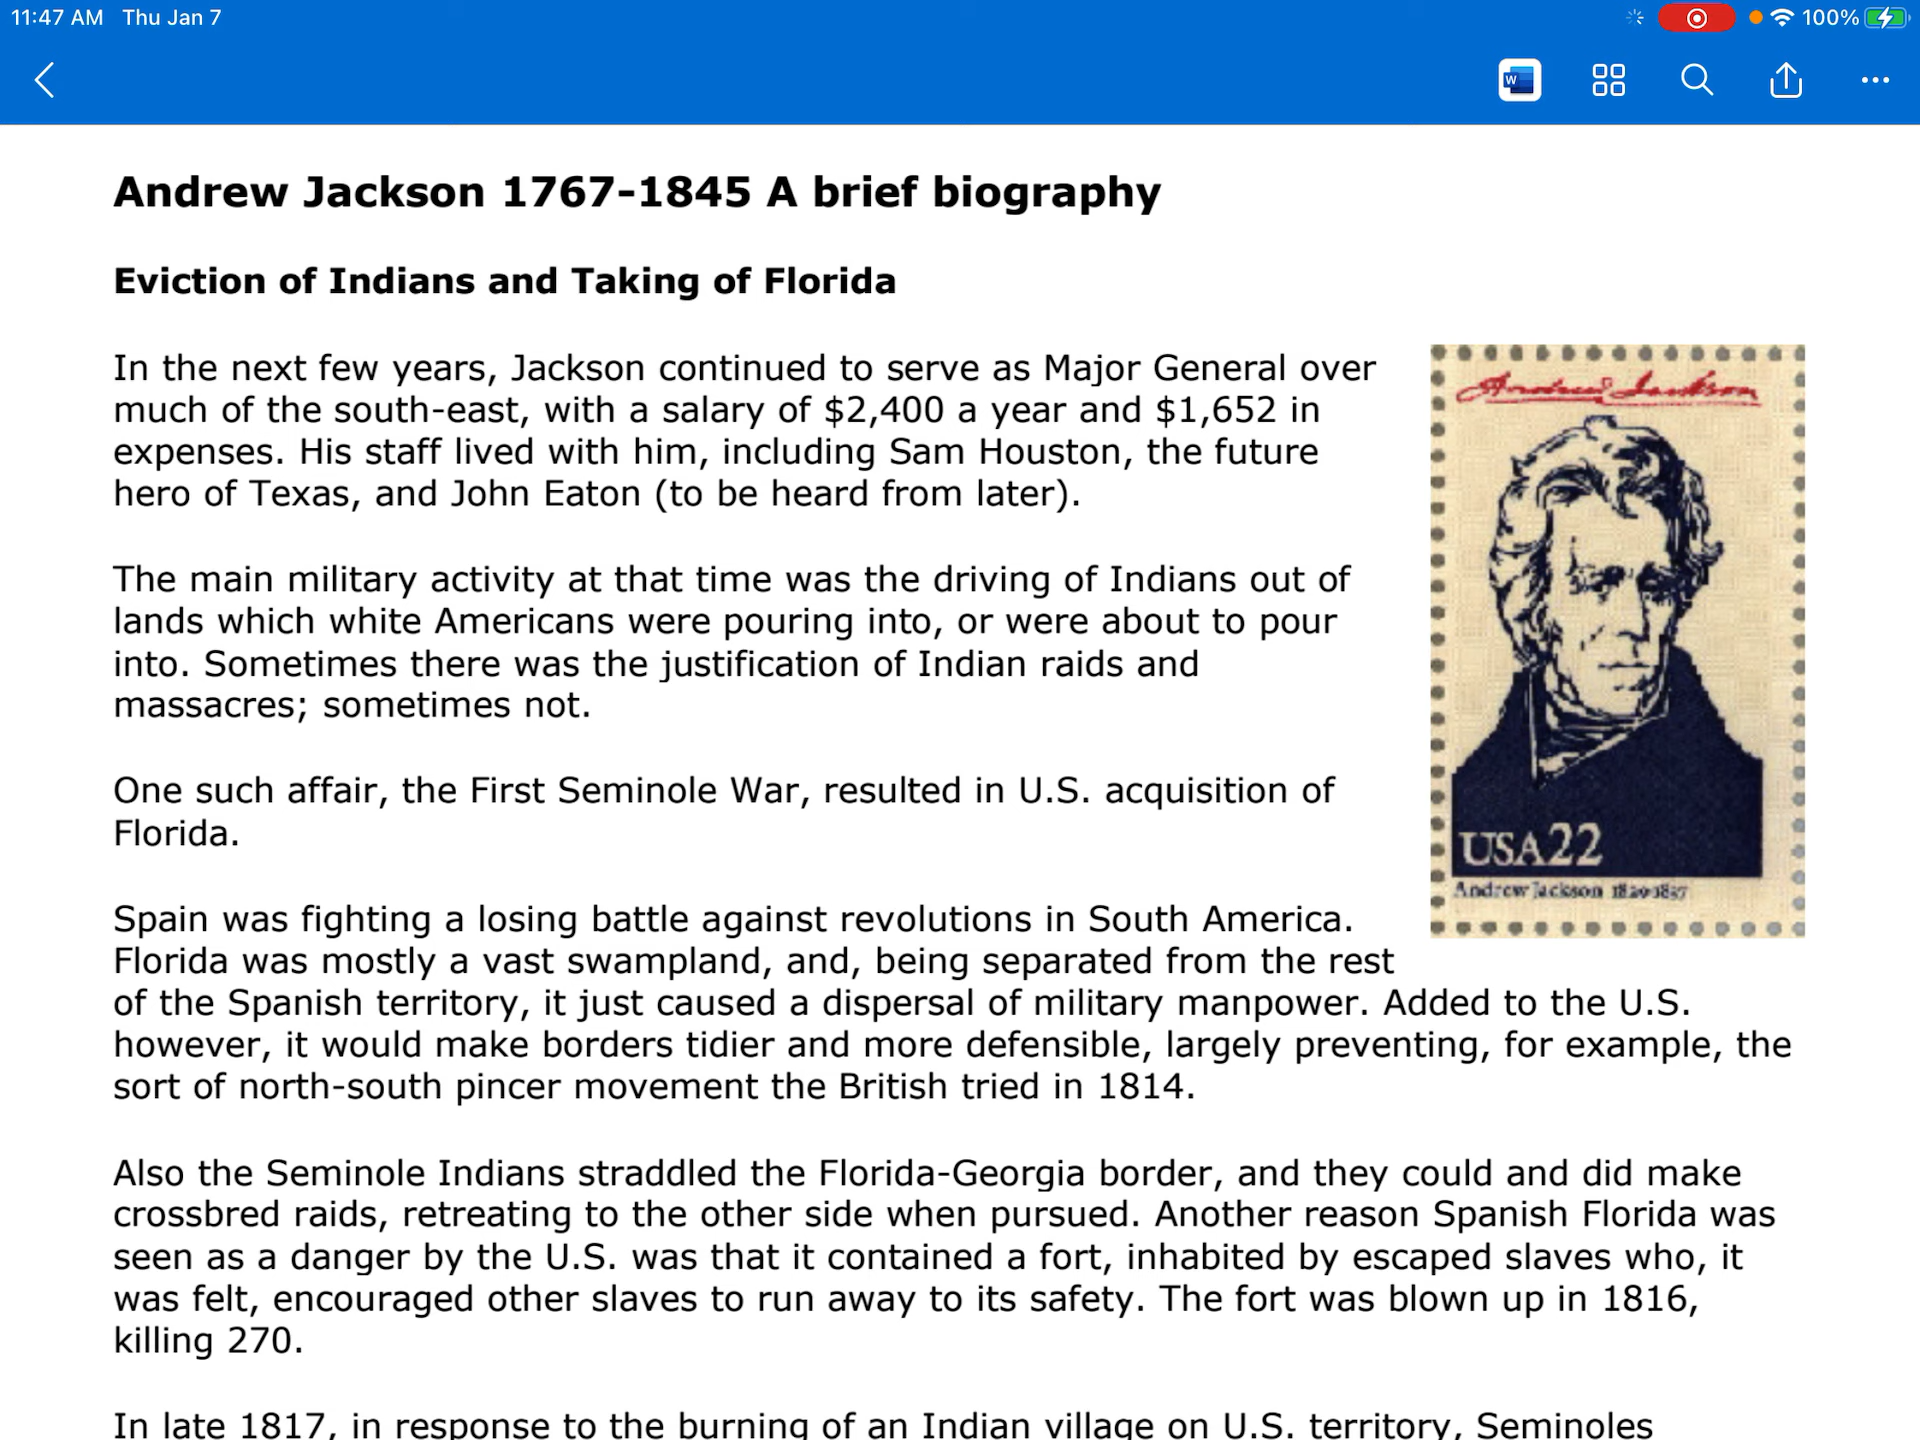 11:47 AM Thu Jan 7
100%
W
Andrew Jackson 1767-1845 A brief biography
Eviction of Indians and Taking of Florida
In the next few years, Jackson continued to serve as Major General over
much of the south-east, with a salary of $2,400 a year and $1,652 in
expenses. His staff lived with him, including Sam Houston, the future
hero of Texas, and John Eaton (to be heard from later).
The main military activity at that time was the driving of Indians out of
lands which white Americans were pouring into, or were about to pour
into. Sometimes there was the justification of Indian raids and
massacres; sometimes not.
One such affair, the First Seminole War, resulted in U.S. acquisition of
Florida.
Andrew Jackson
USA22
Andrew Jackson 1829-1837
Spain was fighting a losing battle against revolutions in South America.
Florida was mostly a vast swampland, and, being separated from the rest
of the Spanish territory, it just caused a dispersal of military manpower. Added to the U.S.
however, it would make borders tidier and more defensible, largely preventing, for example, the
sort of north-south pincer movement the British tried in 1814.
Also the Seminole Indians straddled the Florida-Georgia border, and they could and did make
crossbred raids, retreating to the other side when pursued. Another reason Spanish Florida was
seen as a danger by the U.S. was that it contained a fort, inhabited by escaped slaves who, it
was felt, encouraged other slaves to run away to its safety. The fort was blown up in 1816,
killing 270.
In late 1817, in response to the burning of an Indian village on U.S. territory, Seminoles